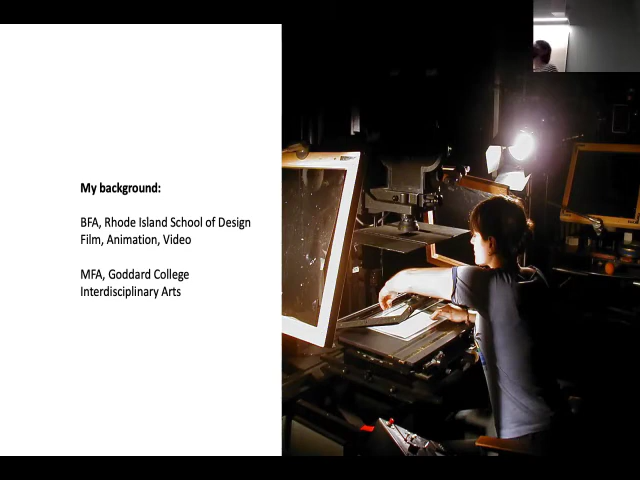 My background:
BFA, Rhode Island School of Design
Film, Animation, Video
MFA, Goddard College
Interdisciplinary Arts